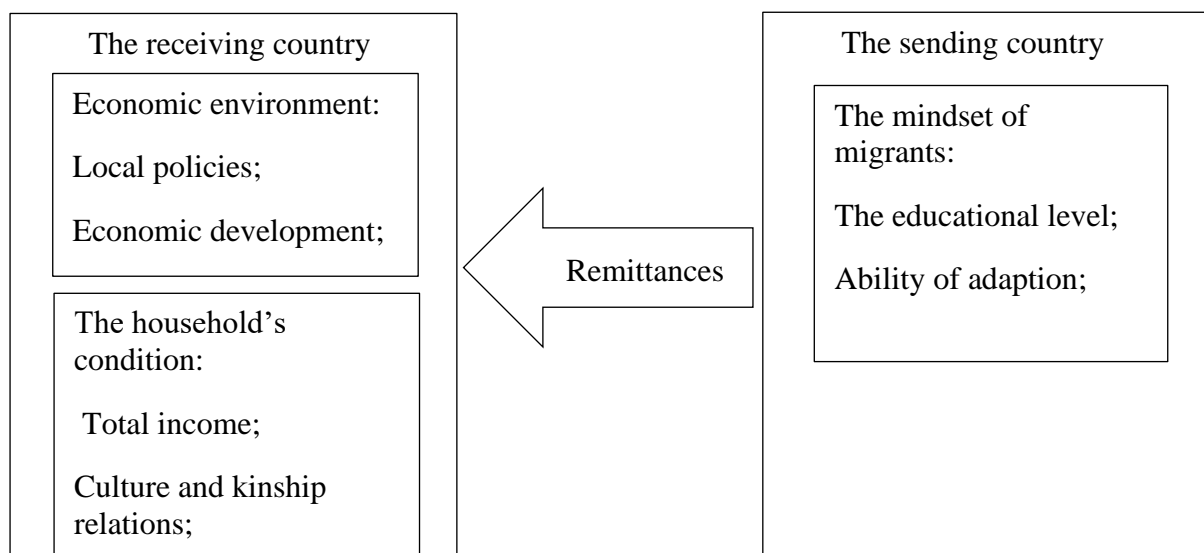 The receiving country
Economic environment:
Local policies;
Economic development;
The household’s
condition:
Total income;
Culture and kinship
relations;
Remittances
The sending country
The mindset of
migrants:
The educational level;
Ability of adaption;